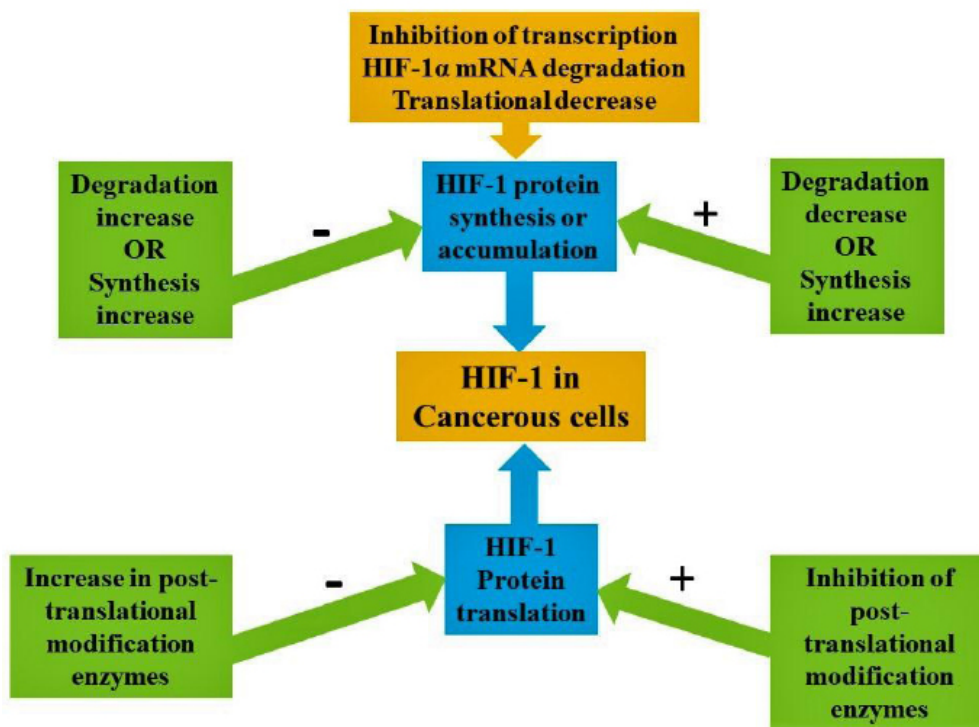 Inhibition of transcription
HIF-1α mRNA degradation
Translational decrease
Degradation
increase
OR
Synthesis
increase
-
HIF-1 protein
synthesis or
accumulation
+
Degradation
decrease
OR
Synthesis
increase
HIF-1 in
Cancerous cells
Increase in post-
translational
modification
enzymes
-
HIF-1
Protein
translation
+
Inhibition of
post-
translational
modification
enzymes